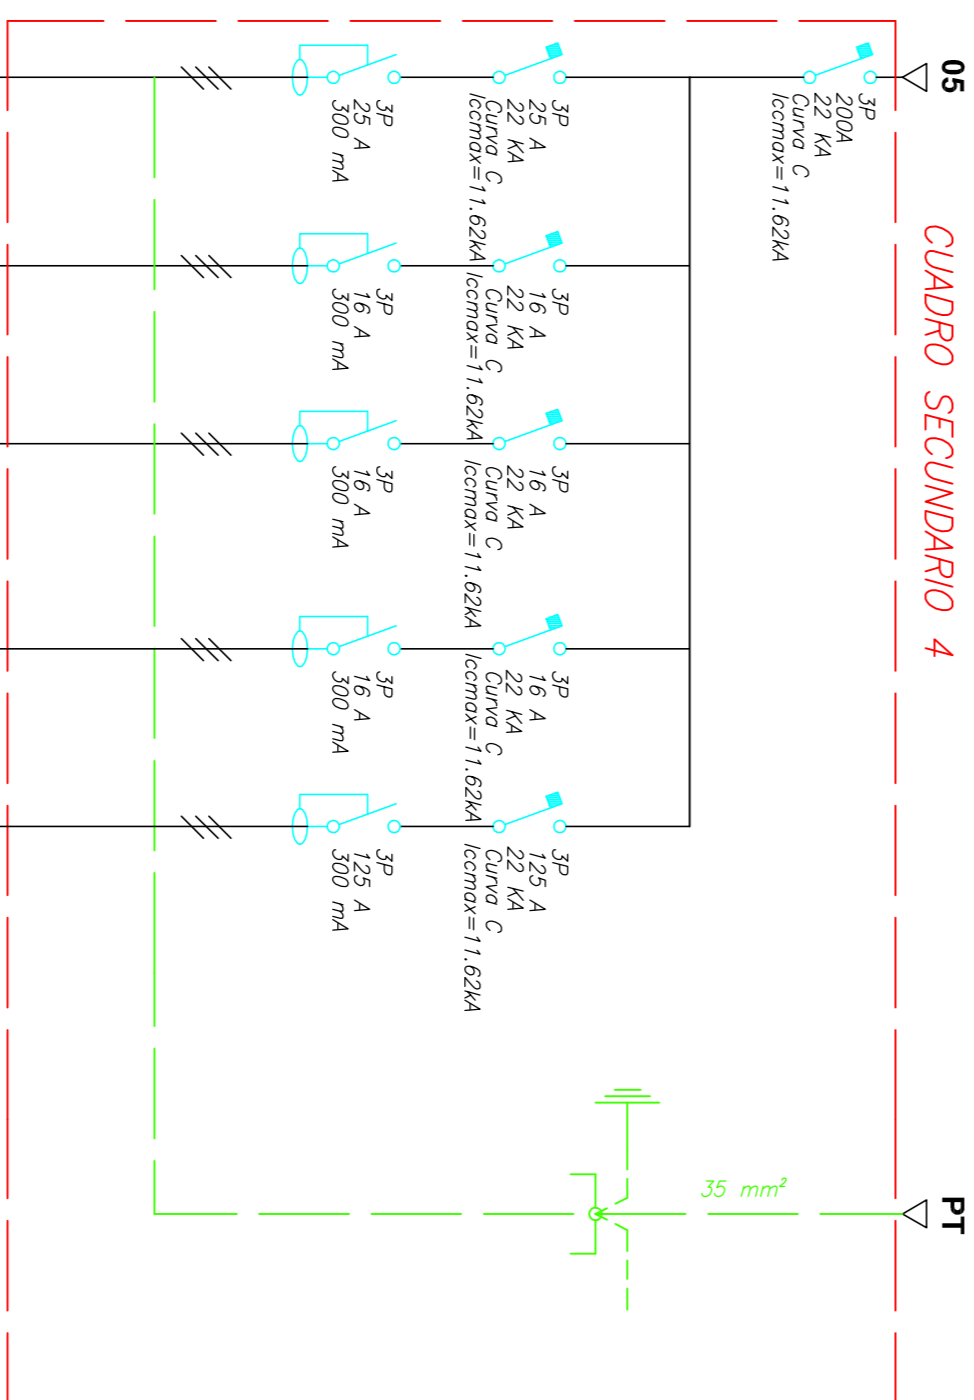 05
PT
CUADRO SECUNDARIO 4
3P
200A
22 KA
Curva C
Iccmax=11.62kA
3P
25 A
22 KA
Curva C
Iccmax=11.62kA
3P
16 A
22 KA
Curva C
Iccmax=11.62kA
3P
16 A
22 KA
Curva C
Iccmax=11.62kA
3P
16 A
22 KA
Curva C
Iccmax=11.62kA
3P
125 A
22 KA
Curva C
Iccmax=11.62kA
35 mm²
3P
25 A
300 mA
3P
16 A
300 mA
3P
16 A
300 mA
3P
16 A
300 mA
3P
125 A
300 mA